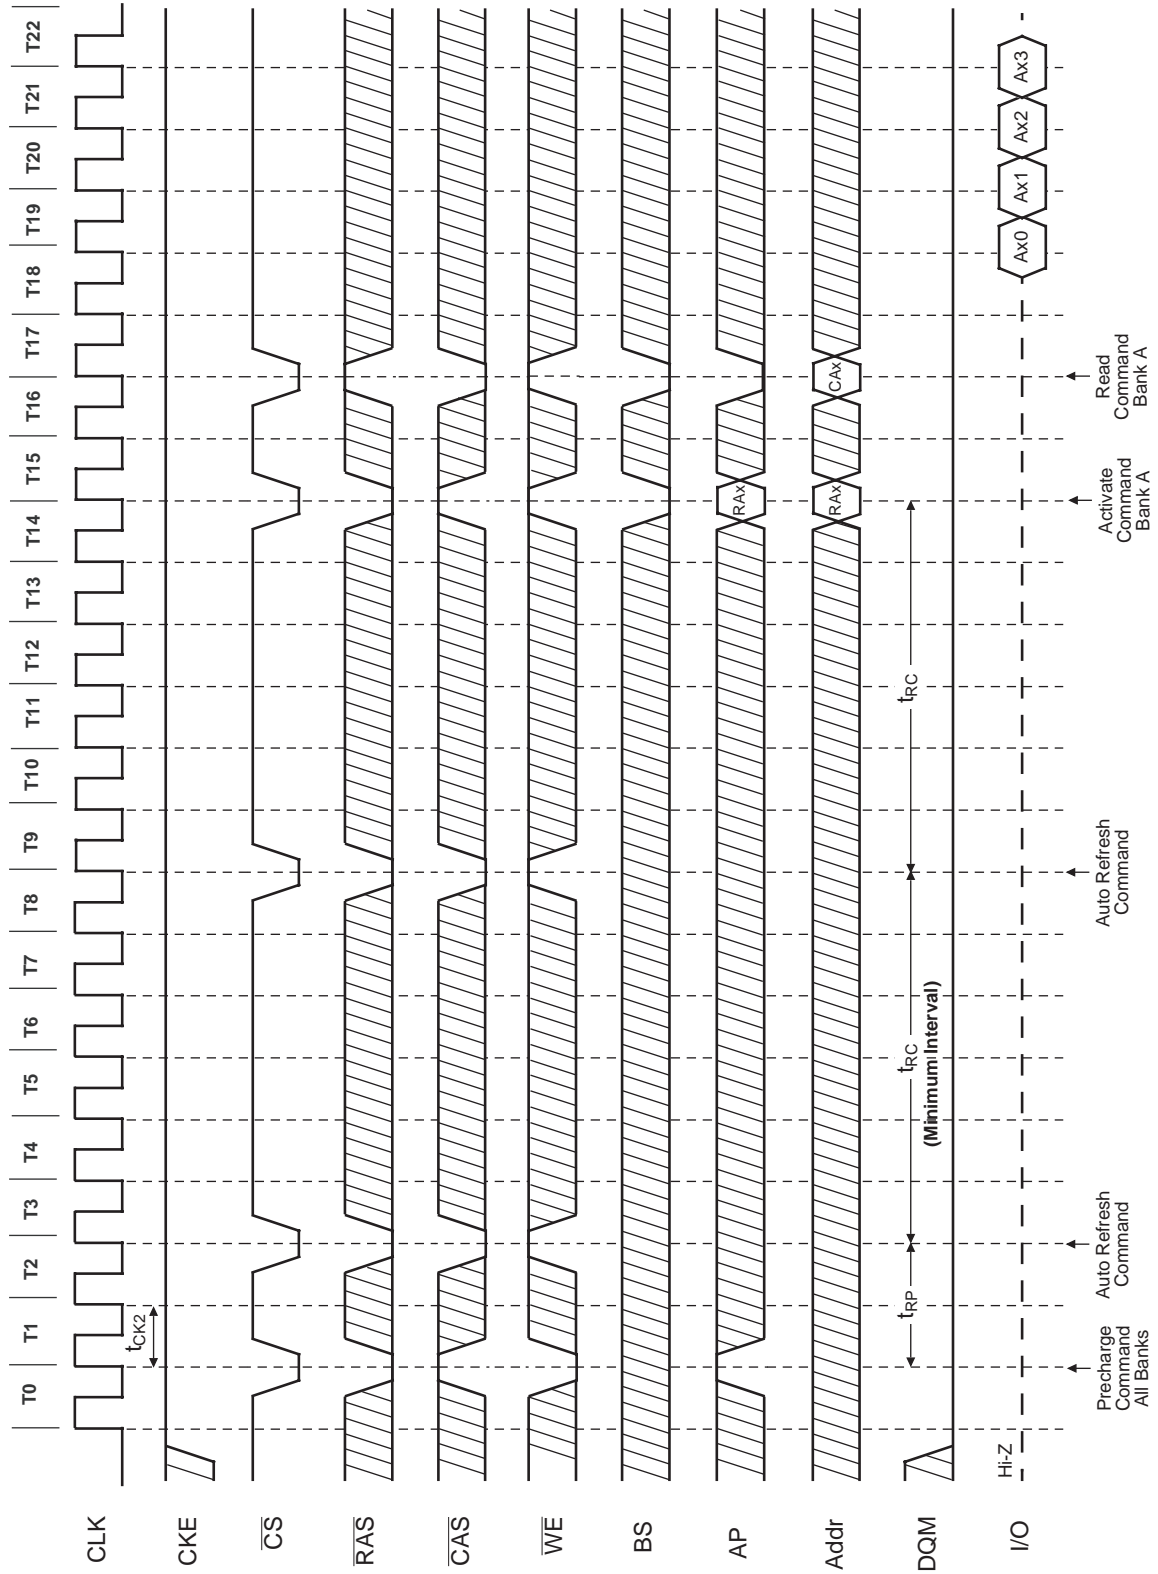 T0 T1 T2 T3 T4 T5 T6 T7 T8 T9 T10 T11 T12 T13 T14 T15 T16 T17 T18 T19 T20 T21 T22
CLK
tCK2
CKE
CS
RAS
CAS
WE
BS
AP
RAx
Addr
RAx CAx
DQM
tRP tRC tRC
(Minimum Interval)
I/O
Hi-Z
Ax0 Ax1 Ax2 Ax3
Precharge
Command
All Banks
Auto Refresh
Command
Auto Refresh
Command
Activate
Command
Bank A
Read
Command
Bank A